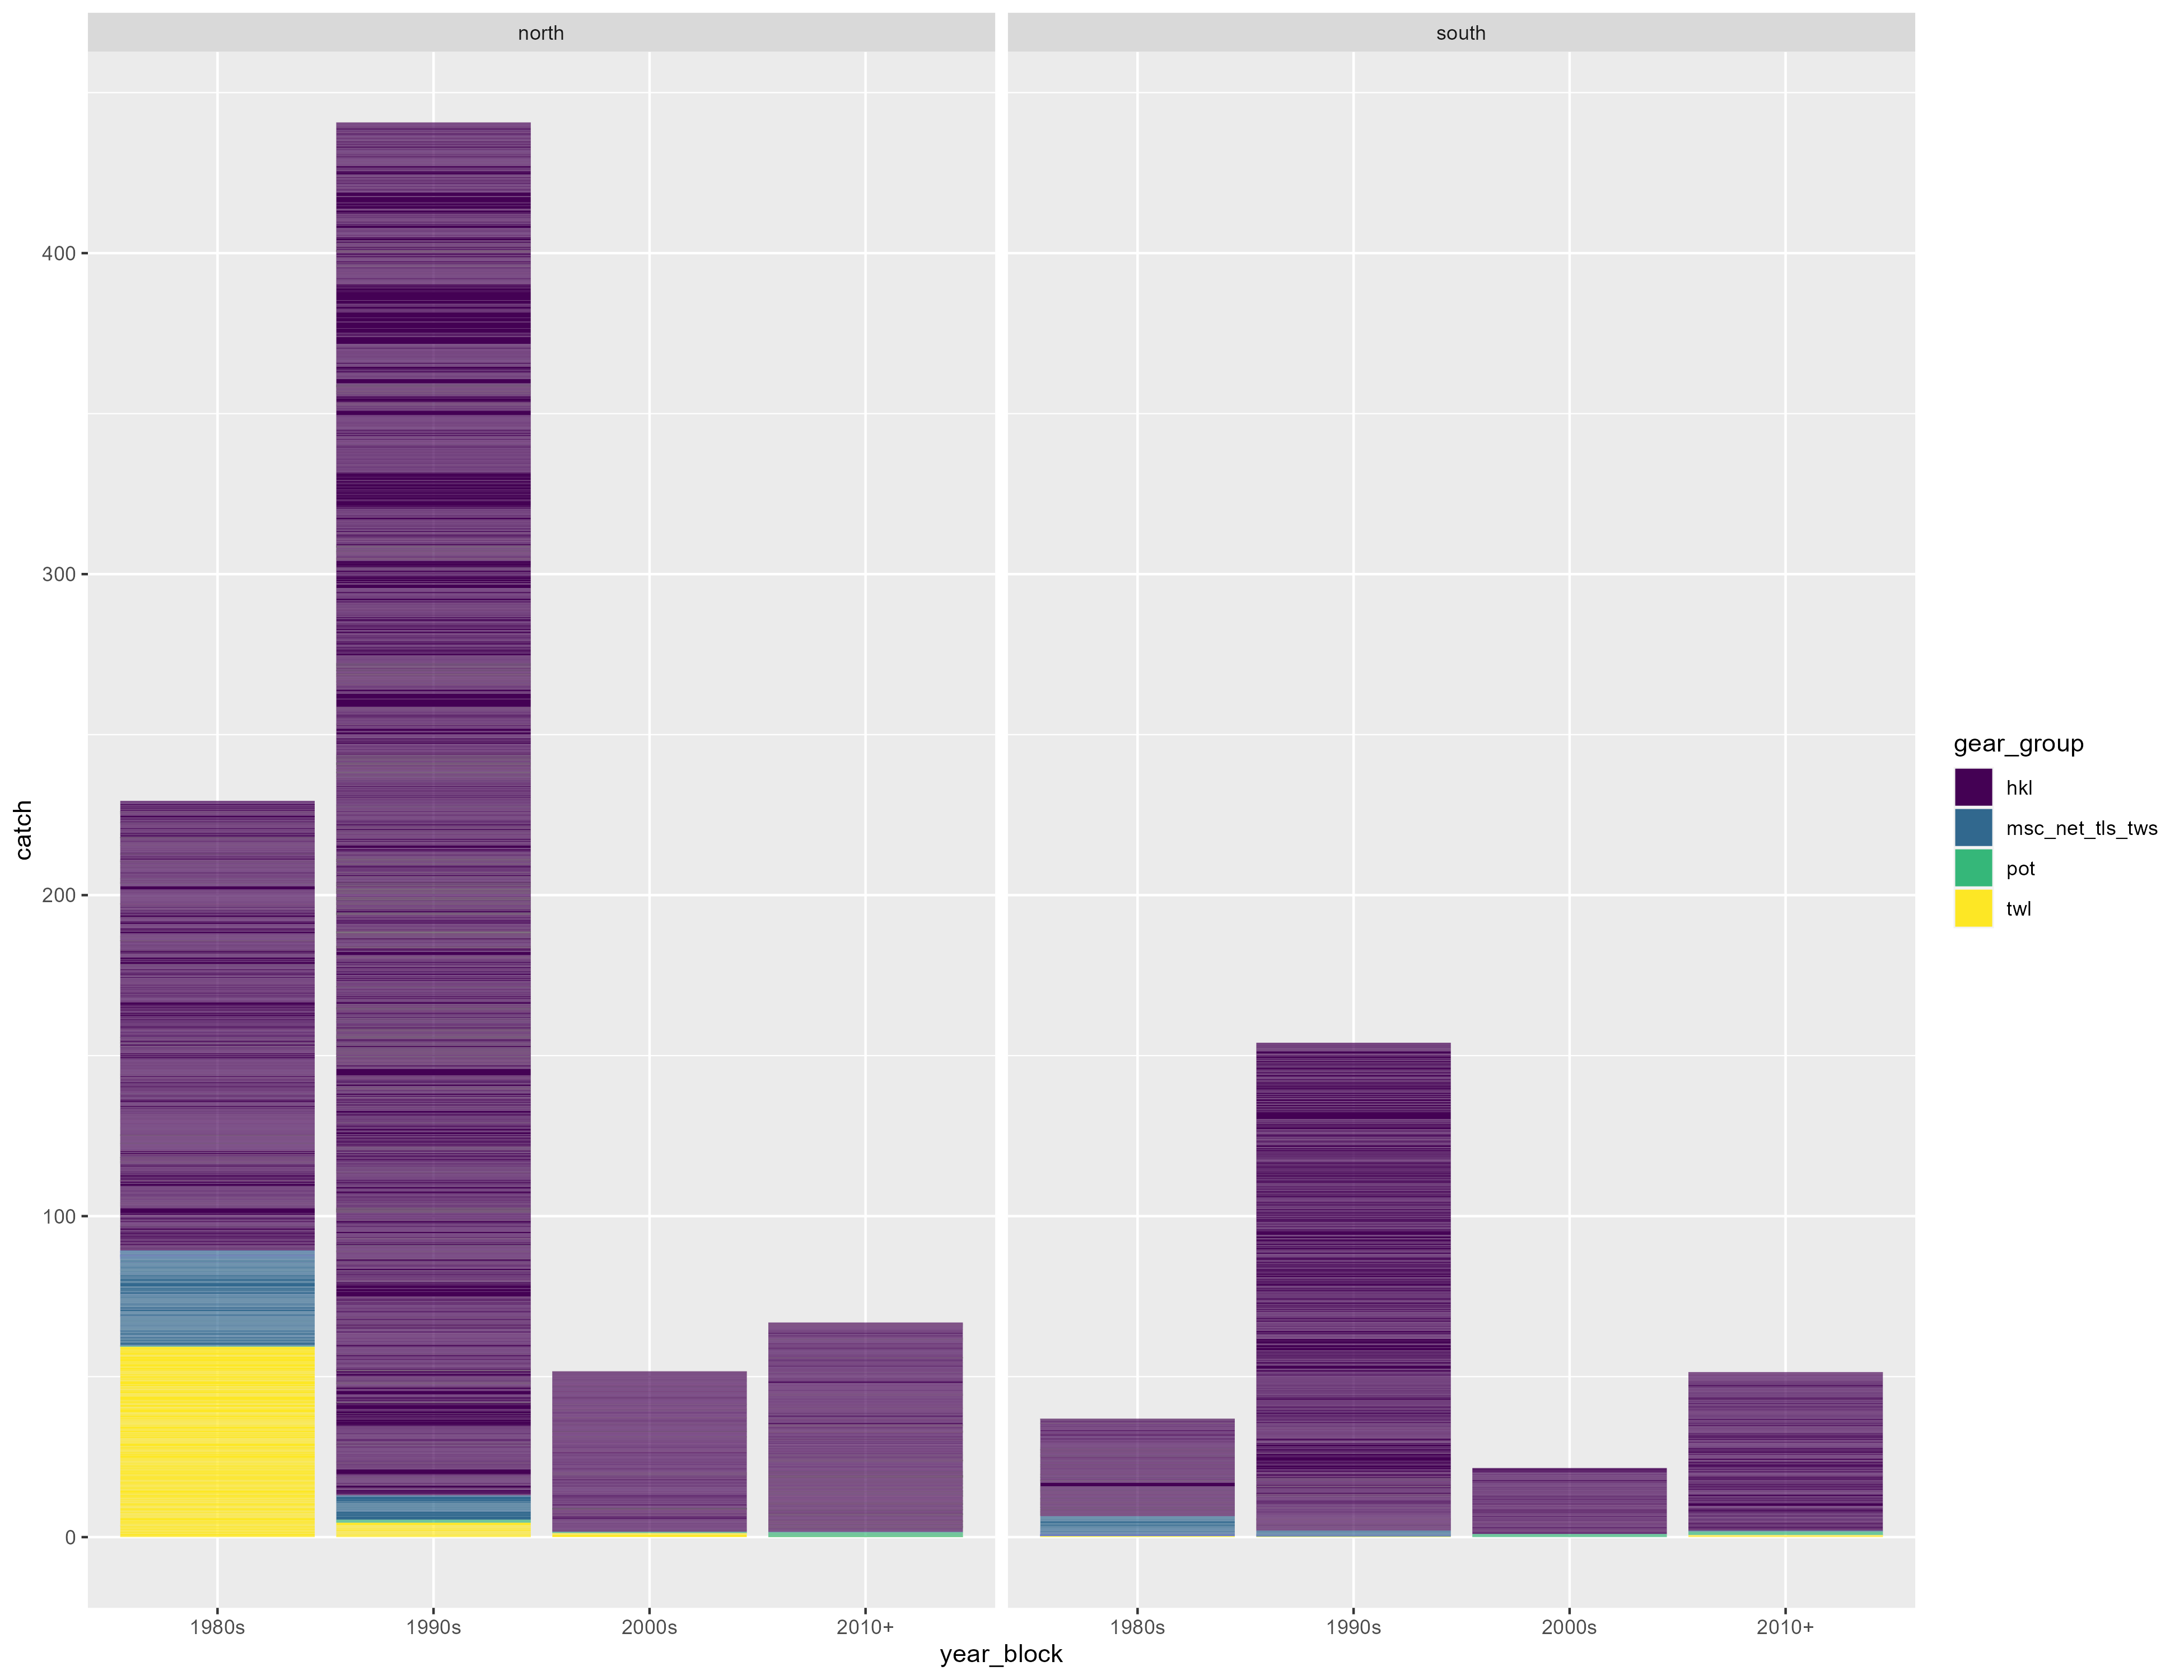 north
south
catch
400
300
200
100
0
1980s
1990s
2000s
2010+
1980s
1990s
2000s
2010+
year_block
gear_group
hkl
msc_net_tls_tws
pot
twl